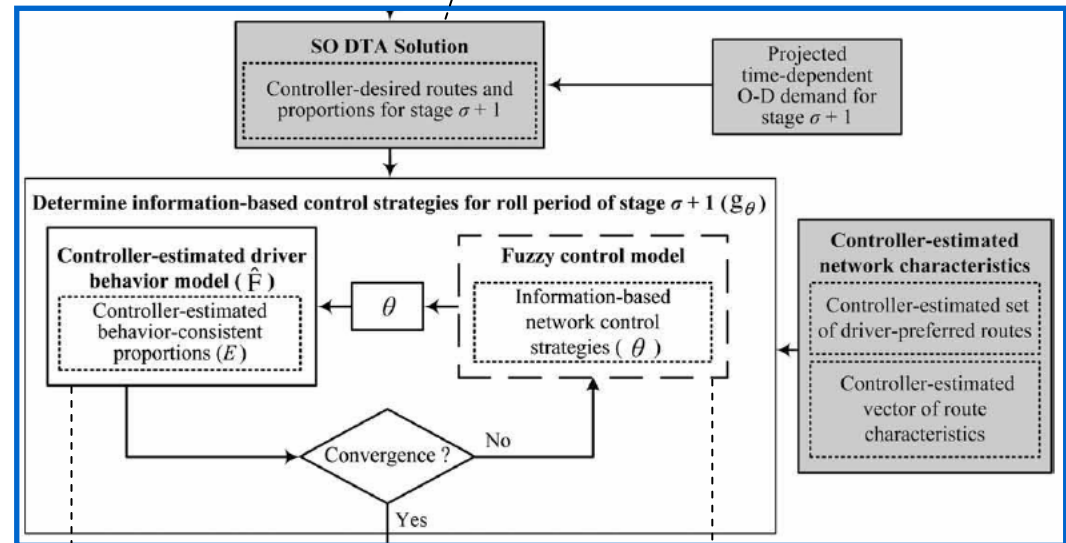 SO DTA Solution
Controller-desired routes and
proportions for stage σ + 1
Projected
time-dependent
O-D demand for
stage σ + 1
Determine information-based control strategies for roll period of stage σ + 1 (gθ)
Controller-estimated driver
behavior model ( F̂ )
Controller-estimated
behavior-consistent
proportions (E)
θ
Fuzzy control model
Information-based
network control
strategies ( θ )
Controller-estimated
network characteristics
Controller-estimated set
of driver-preferred routes
Controller-estimated
vector of route
characteristics
Convergence ?
No
Yes